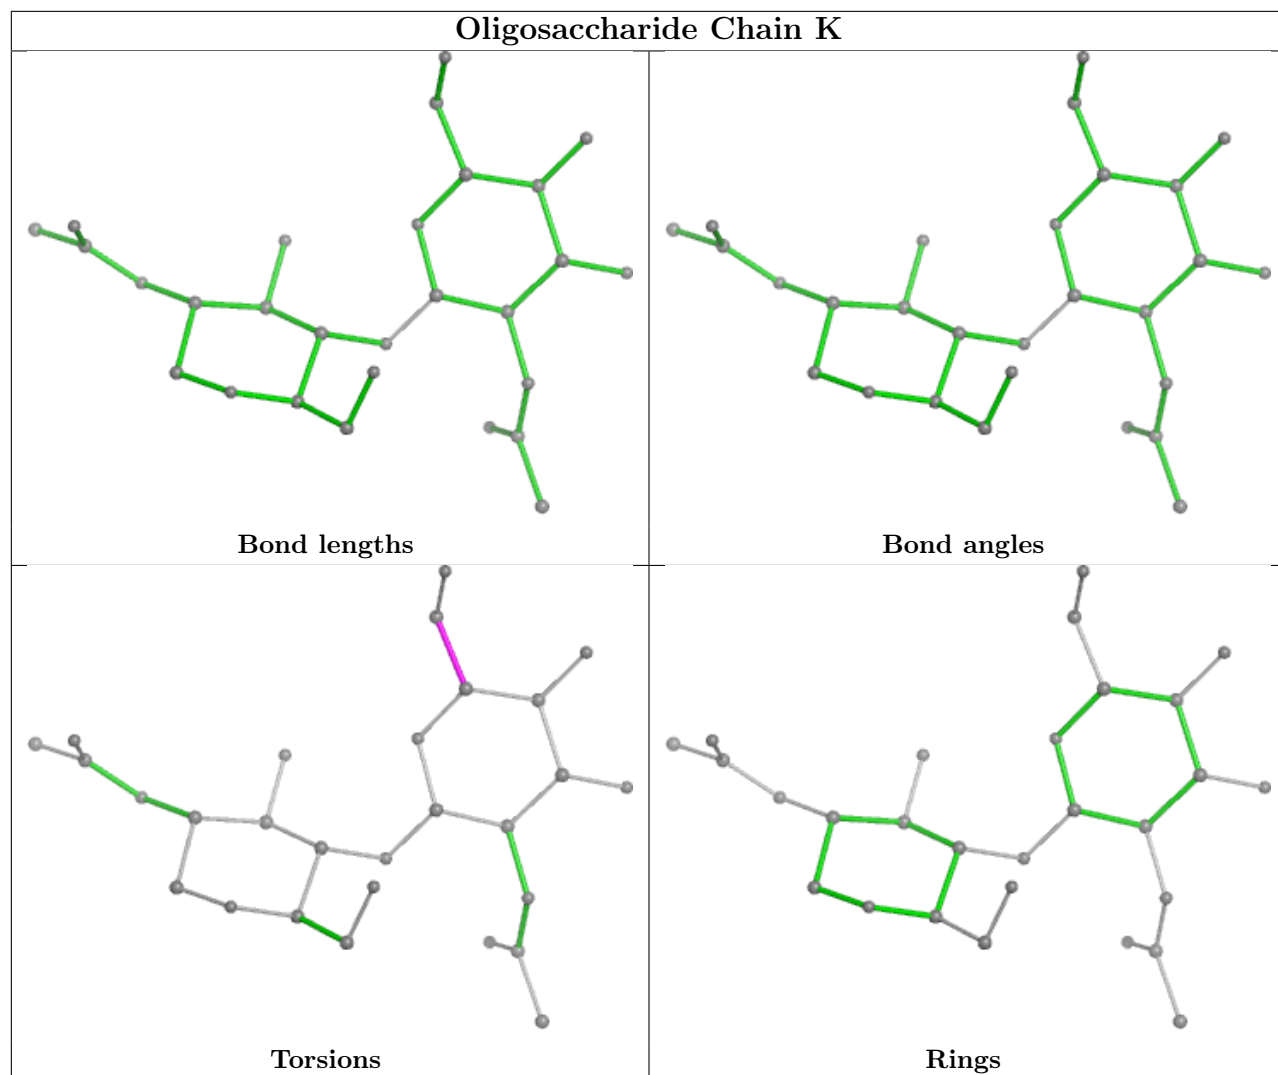 Oligosaccharide Chain K
Bond lengths
Bond angles
Torsions
Rings